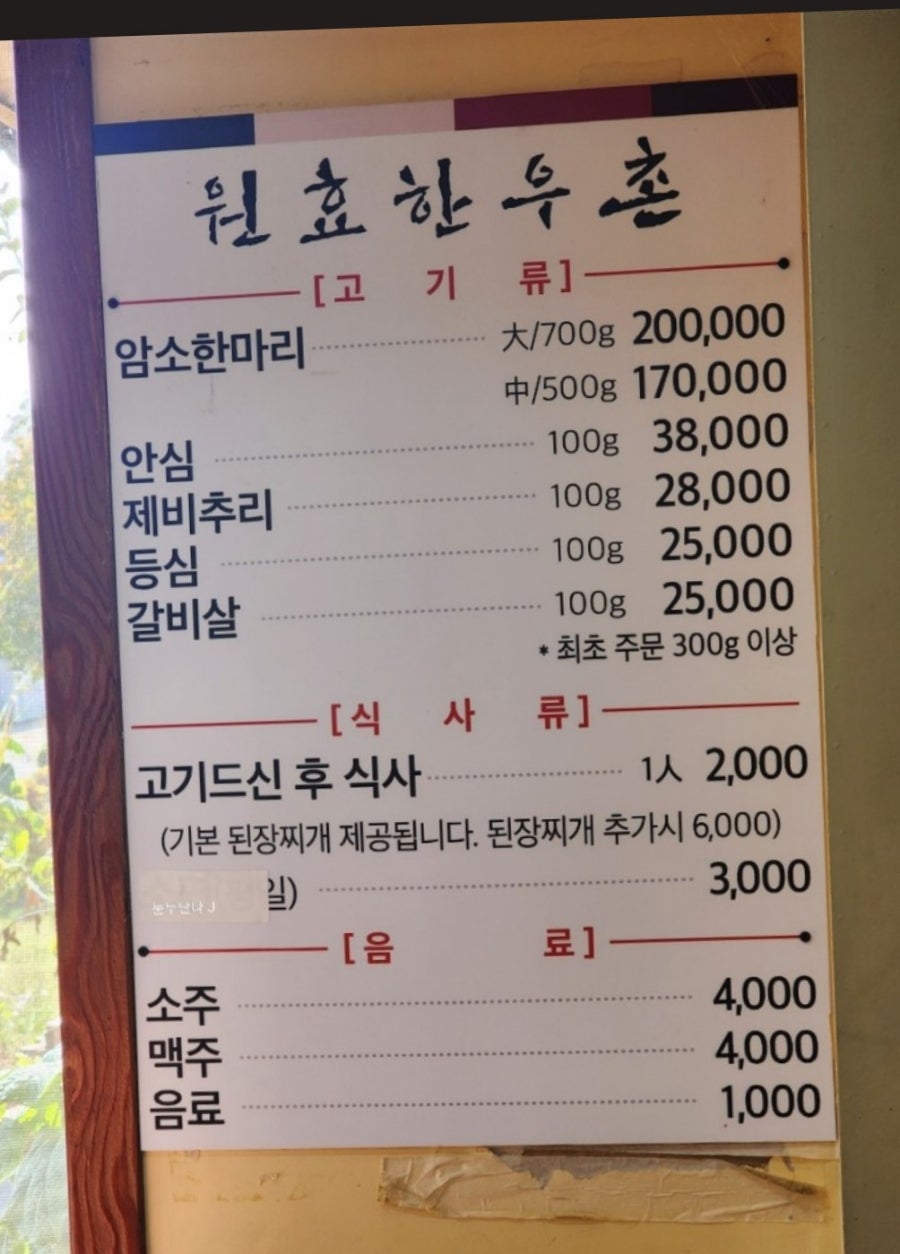 원효한우촌
[고 기 류]
암소한마리 大/700g 200,000
中/500g 170,000
안심 100g 38,000
제비추리 100g 28,000
등심 100g 25,000
갈비살 100g 25,000
* 최초 주문 300g 이상
[식 사 류]
고기드신 후 식사 1人 2,000
(기본 된장찌개 제공됩니다. 된장찌개 추가시 6,000)
일) 3,000
[음 료]
소주 4,000
맥주 4,000
음료 1,000